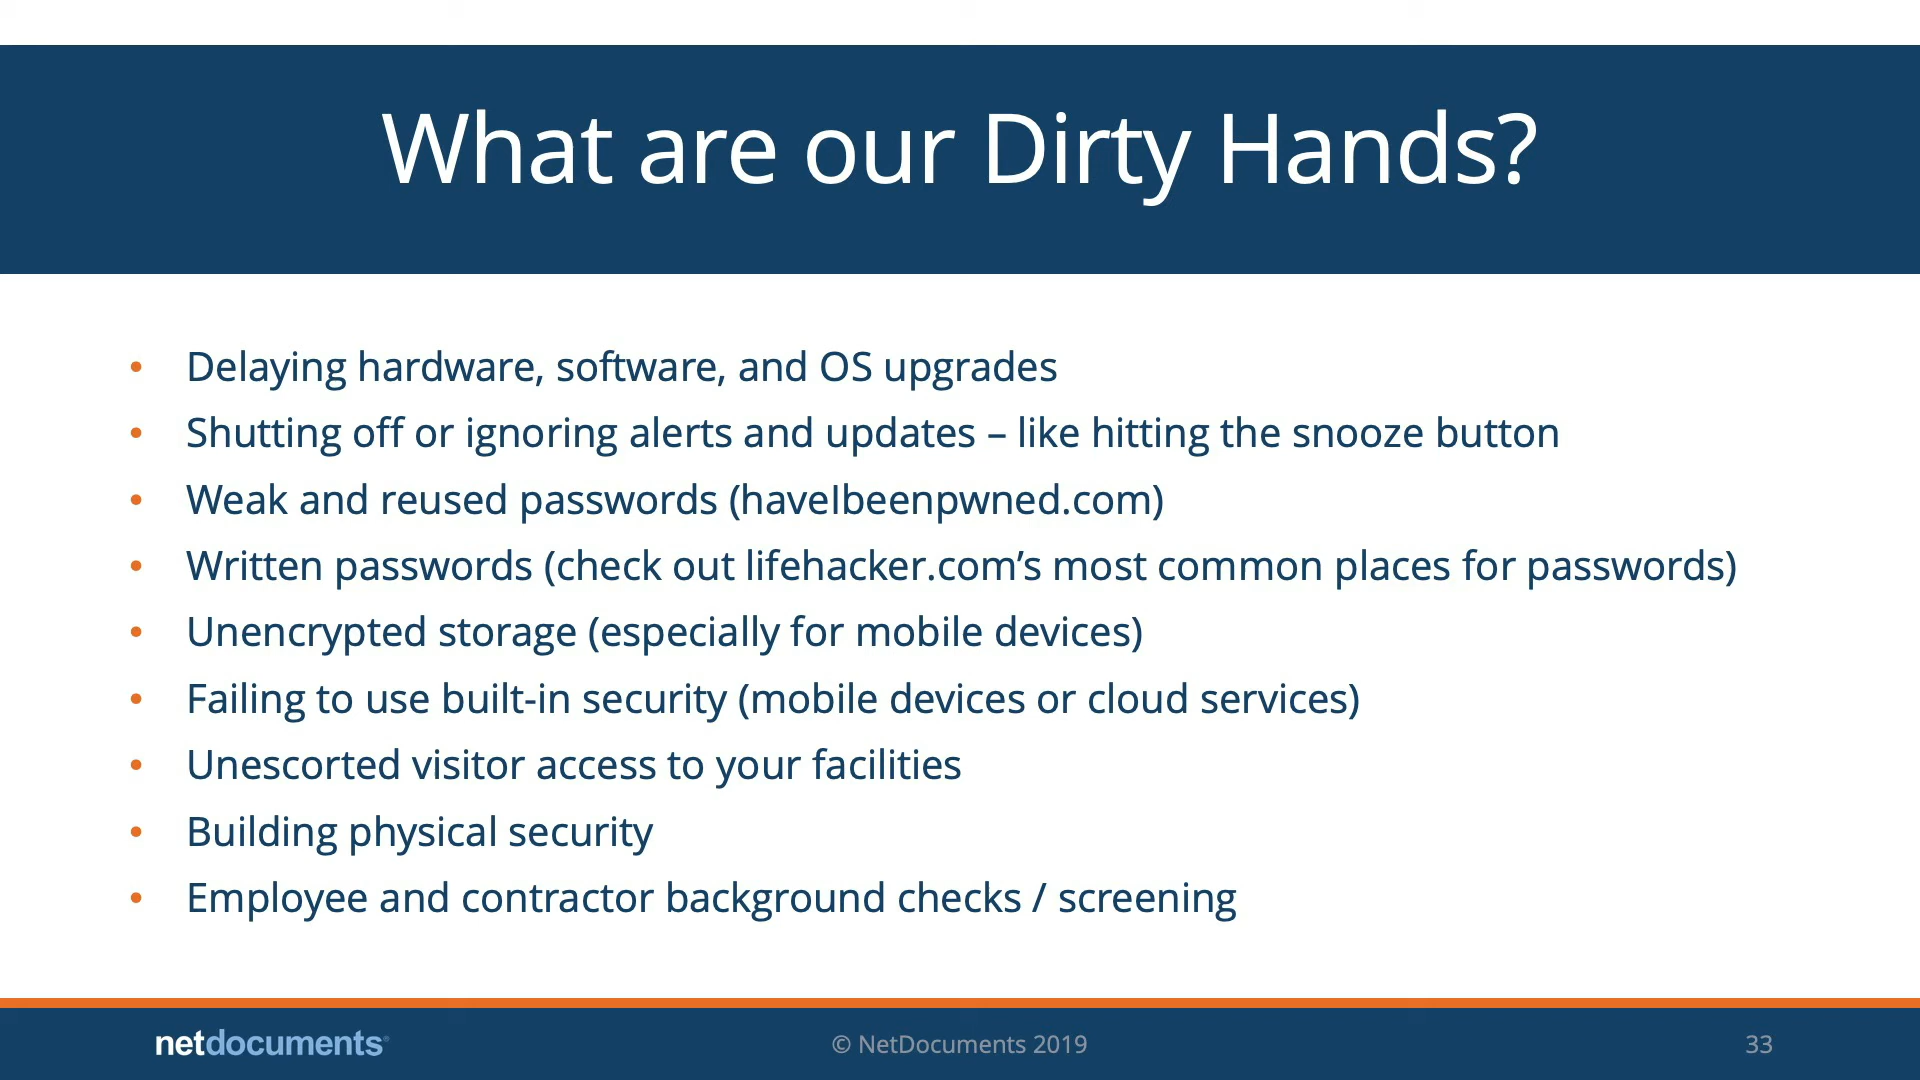 What are our Dirty Hands?
• Delaying hardware, software, and OS upgrades
• Shutting off or ignoring alerts and updates – like hitting the snooze button
• Weak and reused passwords (haveIbeenpwned.com)
• Written passwords (check out lifehacker.com’s most common places for passwords)
• Unencrypted storage (especially for mobile devices)
• Failing to use built-in security (mobile devices or cloud services)
• Unescorted visitor access to your facilities
• Building physical security
• Employee and contractor background checks / screening
netdocuments® © NetDocuments 2019 33